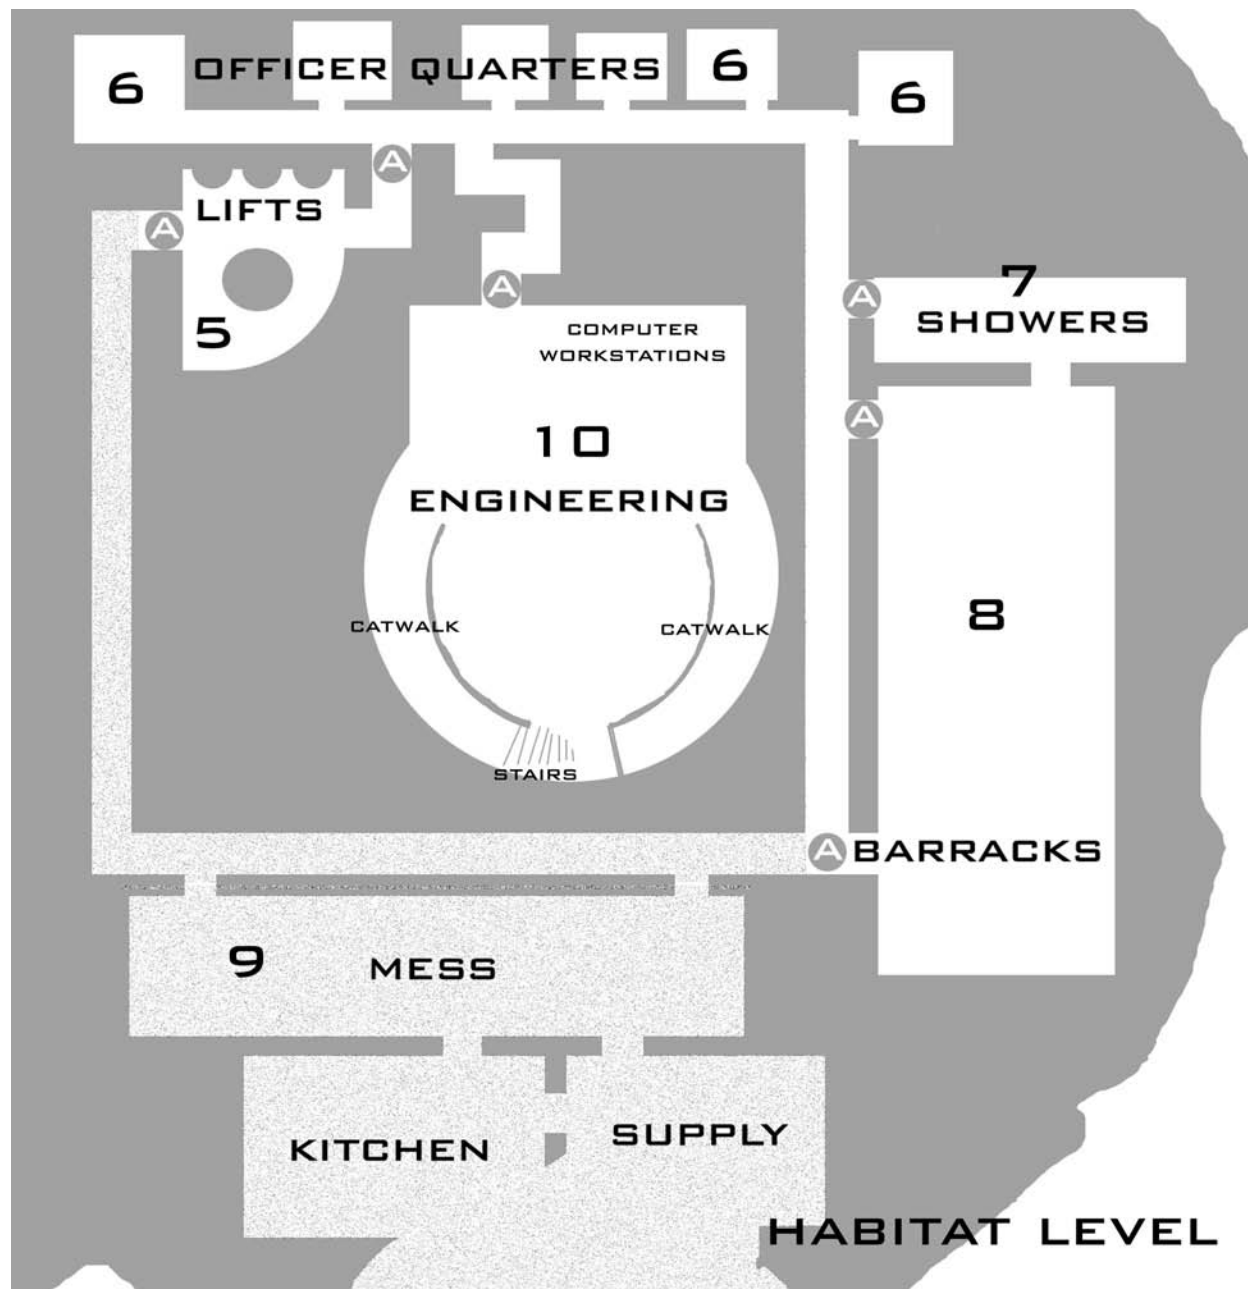 OFFICER QUARTERS
6
6
6
A
LIFTS
A
5
A
7
A
SHOWERS
COMPUTER
WORKSTATIONS
A
10
ENGINEERING
8
CATWALK
CATWALK
STAIRS
A
BARRACKS
9
MESS
KITCHEN
SUPPLY
HABITAT LEVEL